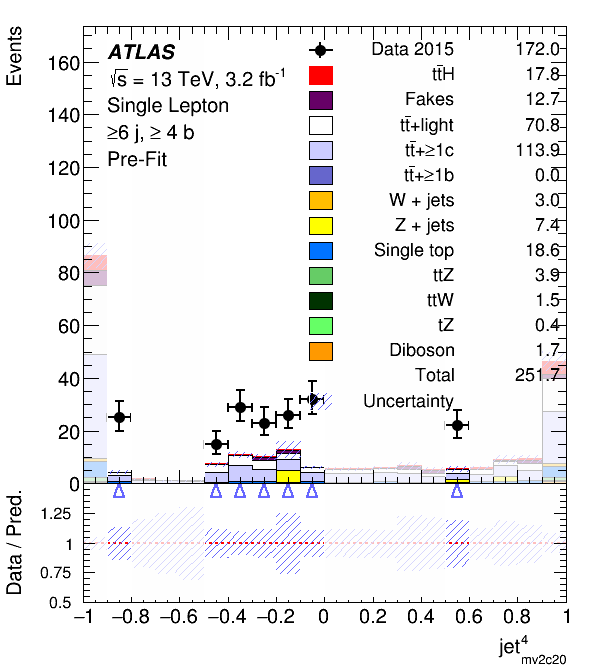 Events
ATLAS
√s = 13 TeV, 3.2 fb⁻¹
Single Lepton
≥6 j, ≥ 4 b
Pre-Fit
Data 2015 172.0
tt̄H 17.8
Fakes 12.7
tt̄+light 70.8
tt̄+≥1c 113.9
tt̄+≥1b 0.0
W + jets 3.0
Z + jets 7.4
Single top 18.6
ttZ 3.9
ttW 1.5
tZ 0.4
Diboson 1.7
Total 251.7
Uncertainty
160
140
120
100
80
60
40
20
0
Data / Pred.
1.25
1
0.75
0.5
−1 −0.8 −0.6 −0.4 −0.2 0 0.2 0.4 0.6 0.8 1
jet⁴mv2c20